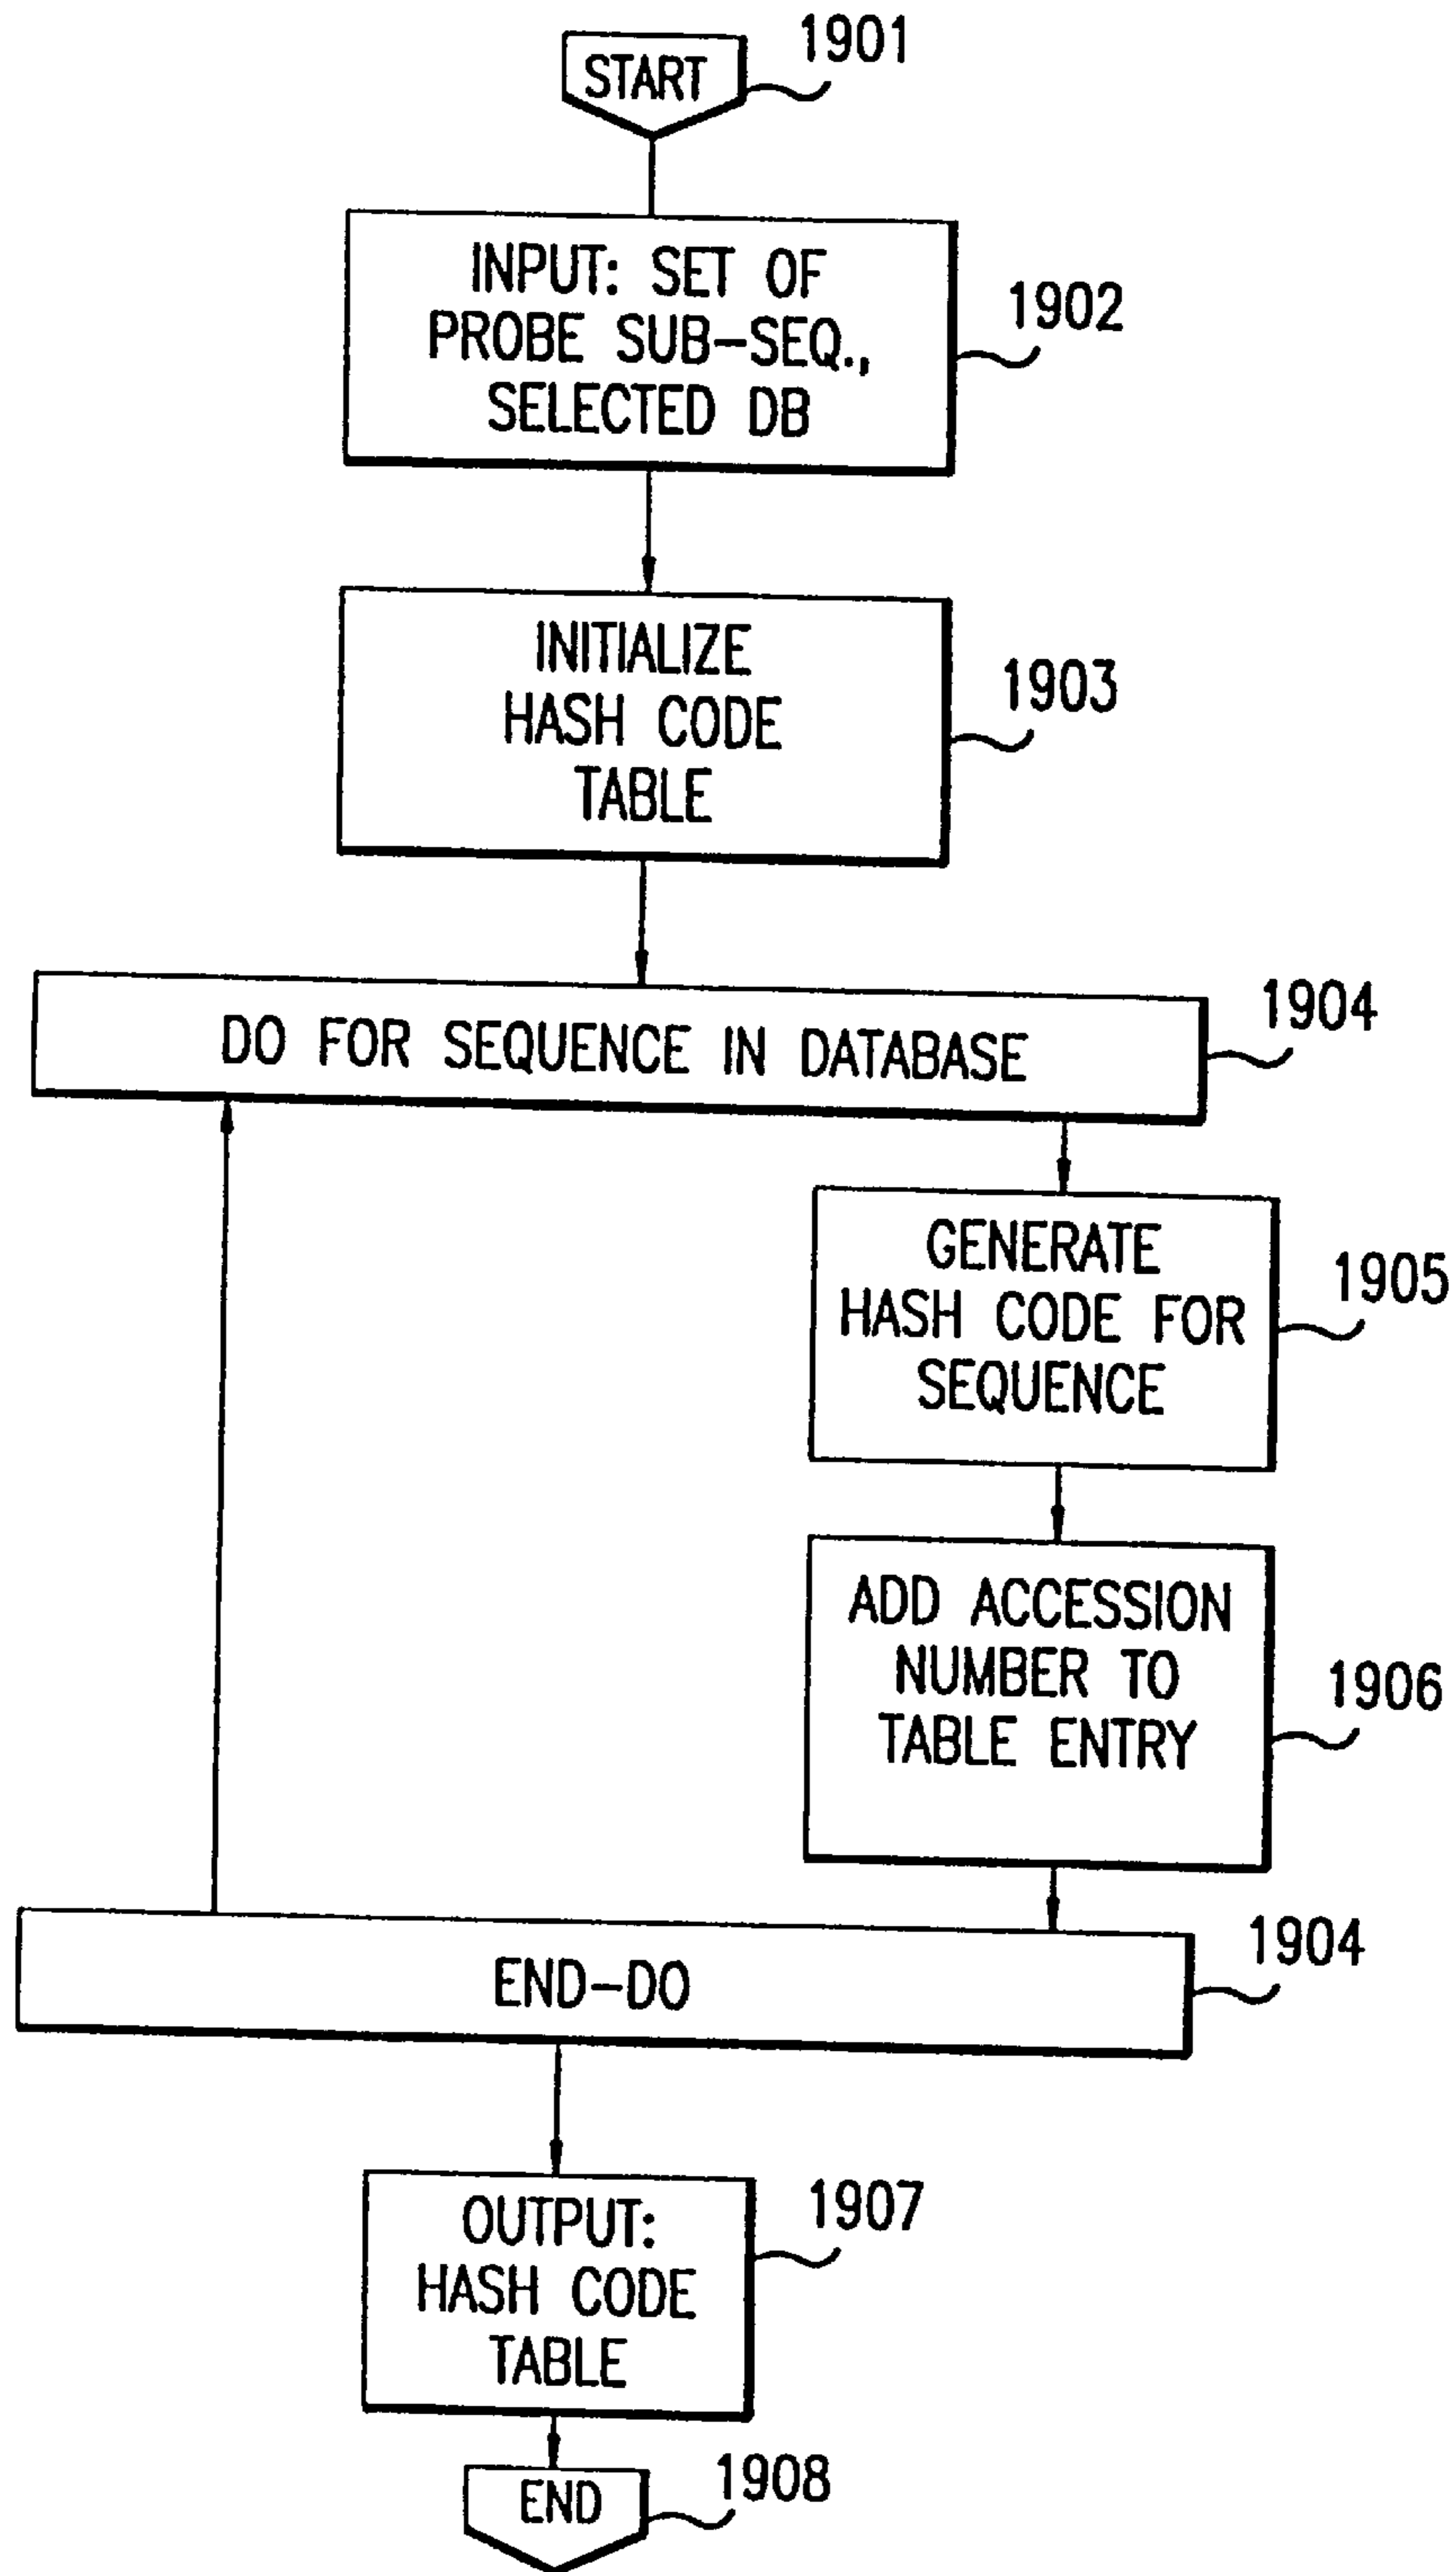 START
1901
INPUT: SET OF
PROBE SUB-SEQ.,
SELECTED DB
1902
INITIALIZE
HASH CODE
TABLE
1903
DO FOR SEQUENCE IN DATABASE
1904
GENERATE
HASH CODE FOR
SEQUENCE
1905
ADD ACCESSION
NUMBER TO
TABLE ENTRY
1906
END-DO
1904
OUTPUT:
HASH CODE
TABLE
1907
END
1908